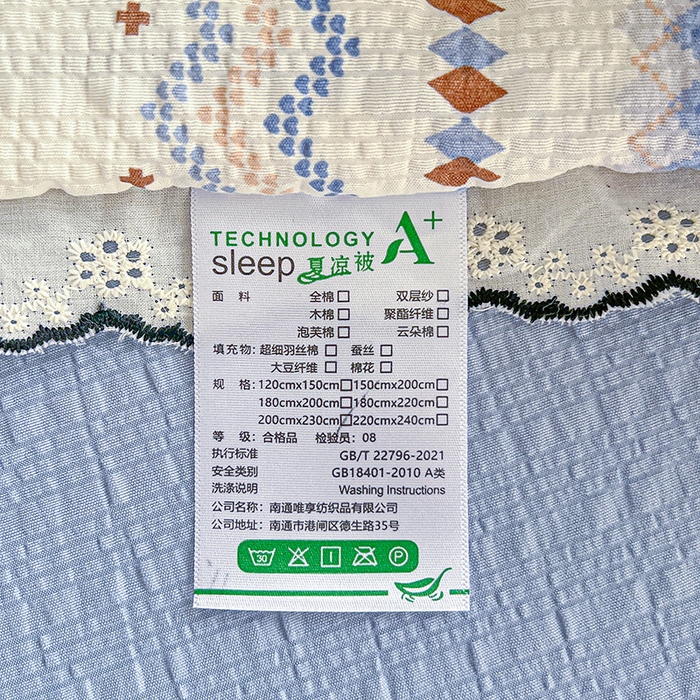 TECHNOLOGY A+
sleep 夏凉被
面 料 全棉□ 双层纱□
木棉□ 聚酯纤维□
泡芙棉□ 云朵棉□
填充物: 超细羽丝棉 □ 蚕丝 □
大豆纤维 □ 棉花 □
规 格: 120cmx150cm□150cmx200cm□
180cmx200cm□180cmx220cm□
200cmx230cm□220cmx240cm□
等 级: 合格品 检验员: 08
执行标准 GB/T 22796-2021
安全类别 GB18401-2010 A类
洗涤说明 Washing Instructions
公司名称: 南通唯享纺织品有限公司
公司地址: 南通市港闸区德生路35号
30 P